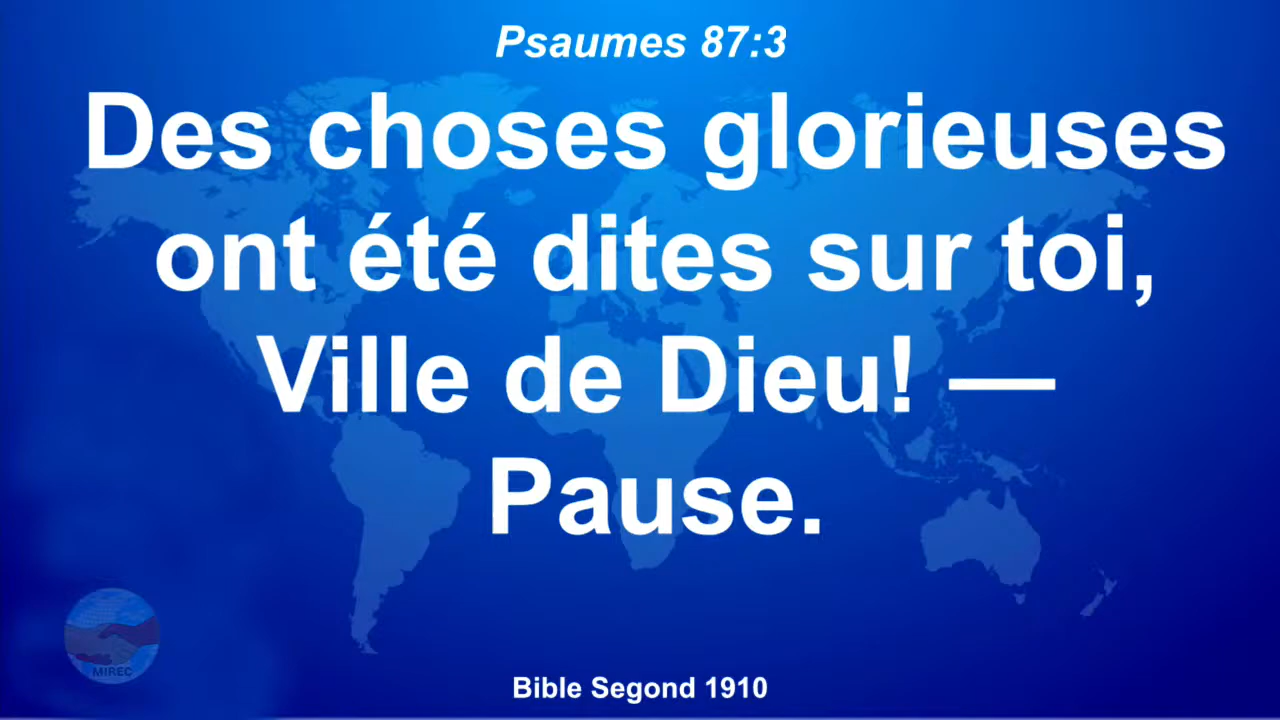 Psaumes 87:3
Des choses glorieuses
ont été dites sur toi,
Ville de Dieu! —
Pause.
MIREC
Bible Segond 1910